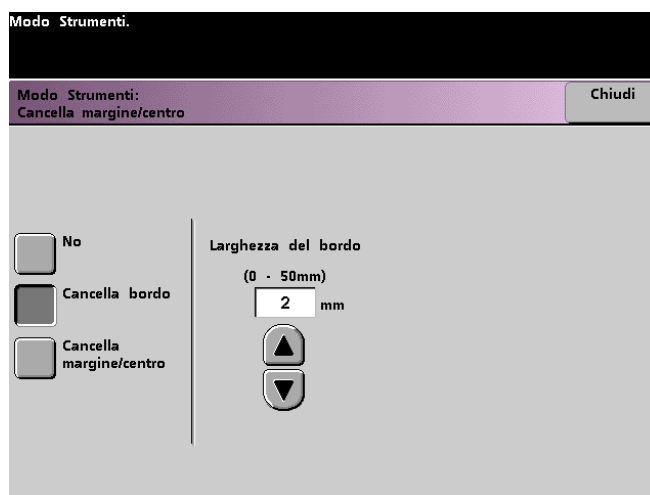 Modo Strumenti.
Modo Strumenti:
Cancella margine/centro
Chiudi
No
Cancella bordo
Cancella
margine/centro
Larghezza del bordo
(0 - 50mm)
2 mm